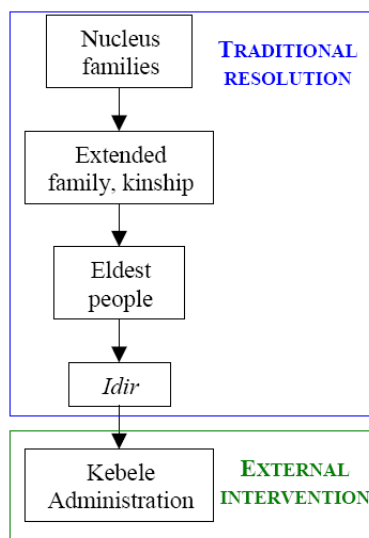 Nucleus
families
TRADITIONAL
RESOLUTION
Extended
family, kinship
Eldest
people
Idir
Kebele
Administration
EXTERNAL
INTERVENTION